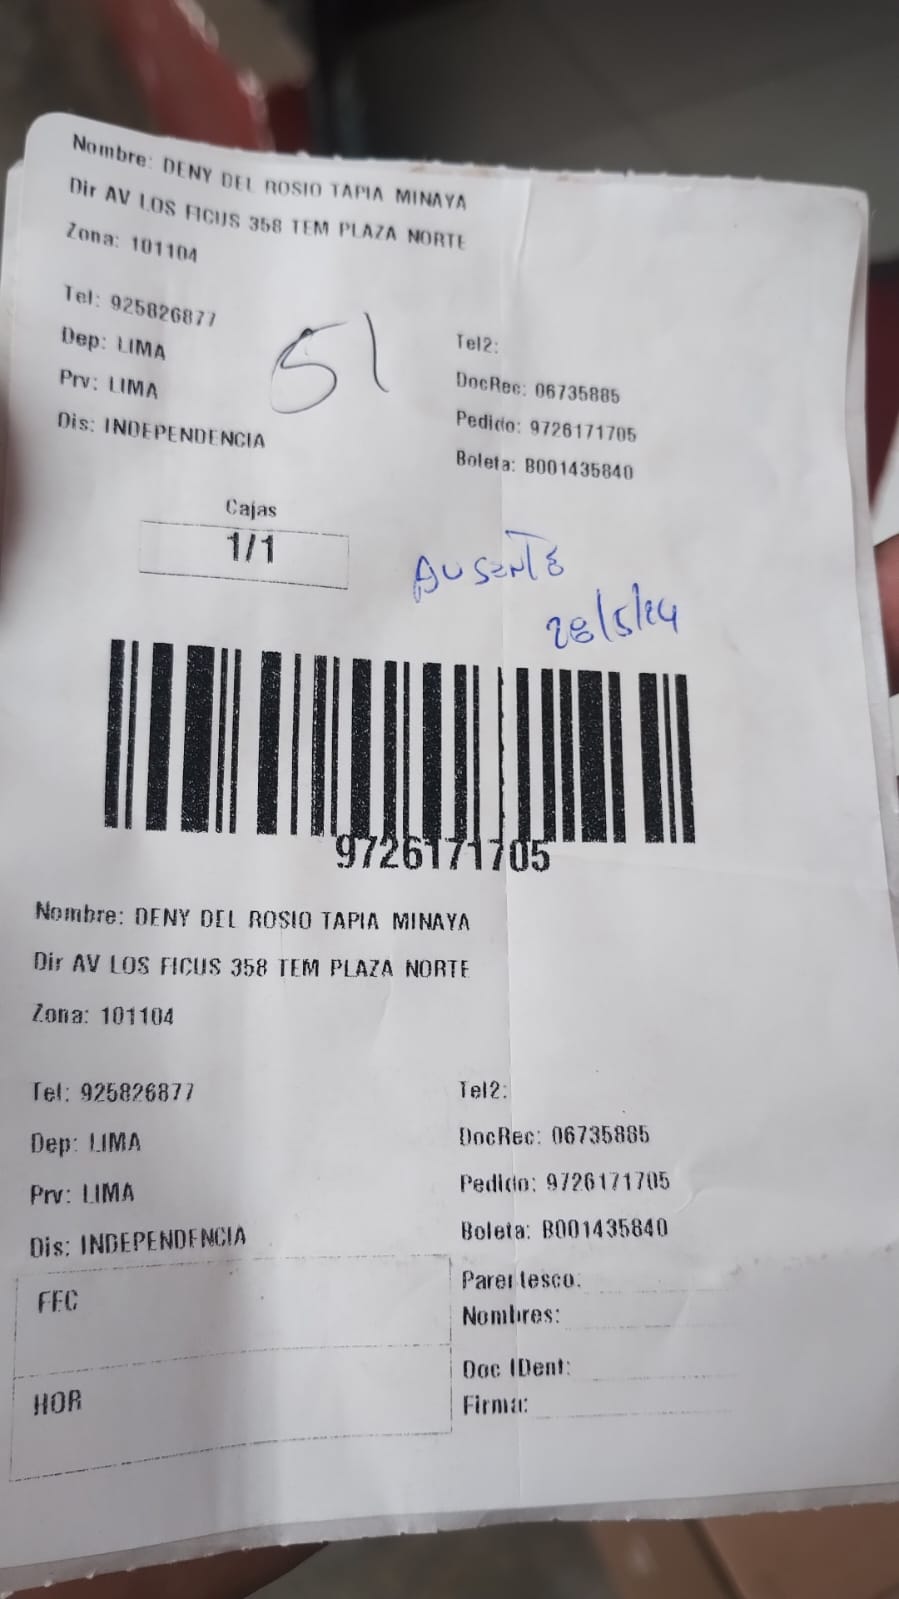 Nombre: DENY DEL ROSIO TAPIA MINAYA
Dir AV LOS FICUS 358 TEM PLAZA NORTE
Zona: 101104
Tel: 925826877
Tel2:
Dep: LIMA
DocRec: 06735885
Prv: LIMA
Pedido: 9726171705
Dis: INDEPENDENCIA
Boleta: B001435840
51
Cajas
1/1
AUSENTE
28/5/24
9726171705
Nombre: DENY DEL ROSIO TAPIA MINAYA
Dir AV LOS FICUS 358 TEM PLAZA NORTE
Zona: 101104
Tel: 925826877
Tel2:
Dep: LIMA
DocRec: 06735885
Prv: LIMA
Pedido: 9726171705
Dis: INDEPENDENCIA
Boleta: B001435840
FEC
Parentesco:
Nombres:
HOR
Doc IDent:
Firma: